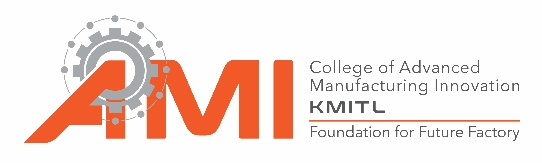 AMI
College of Advanced
Manufacturing Innovation
KMITL
Foundation for Future Factory